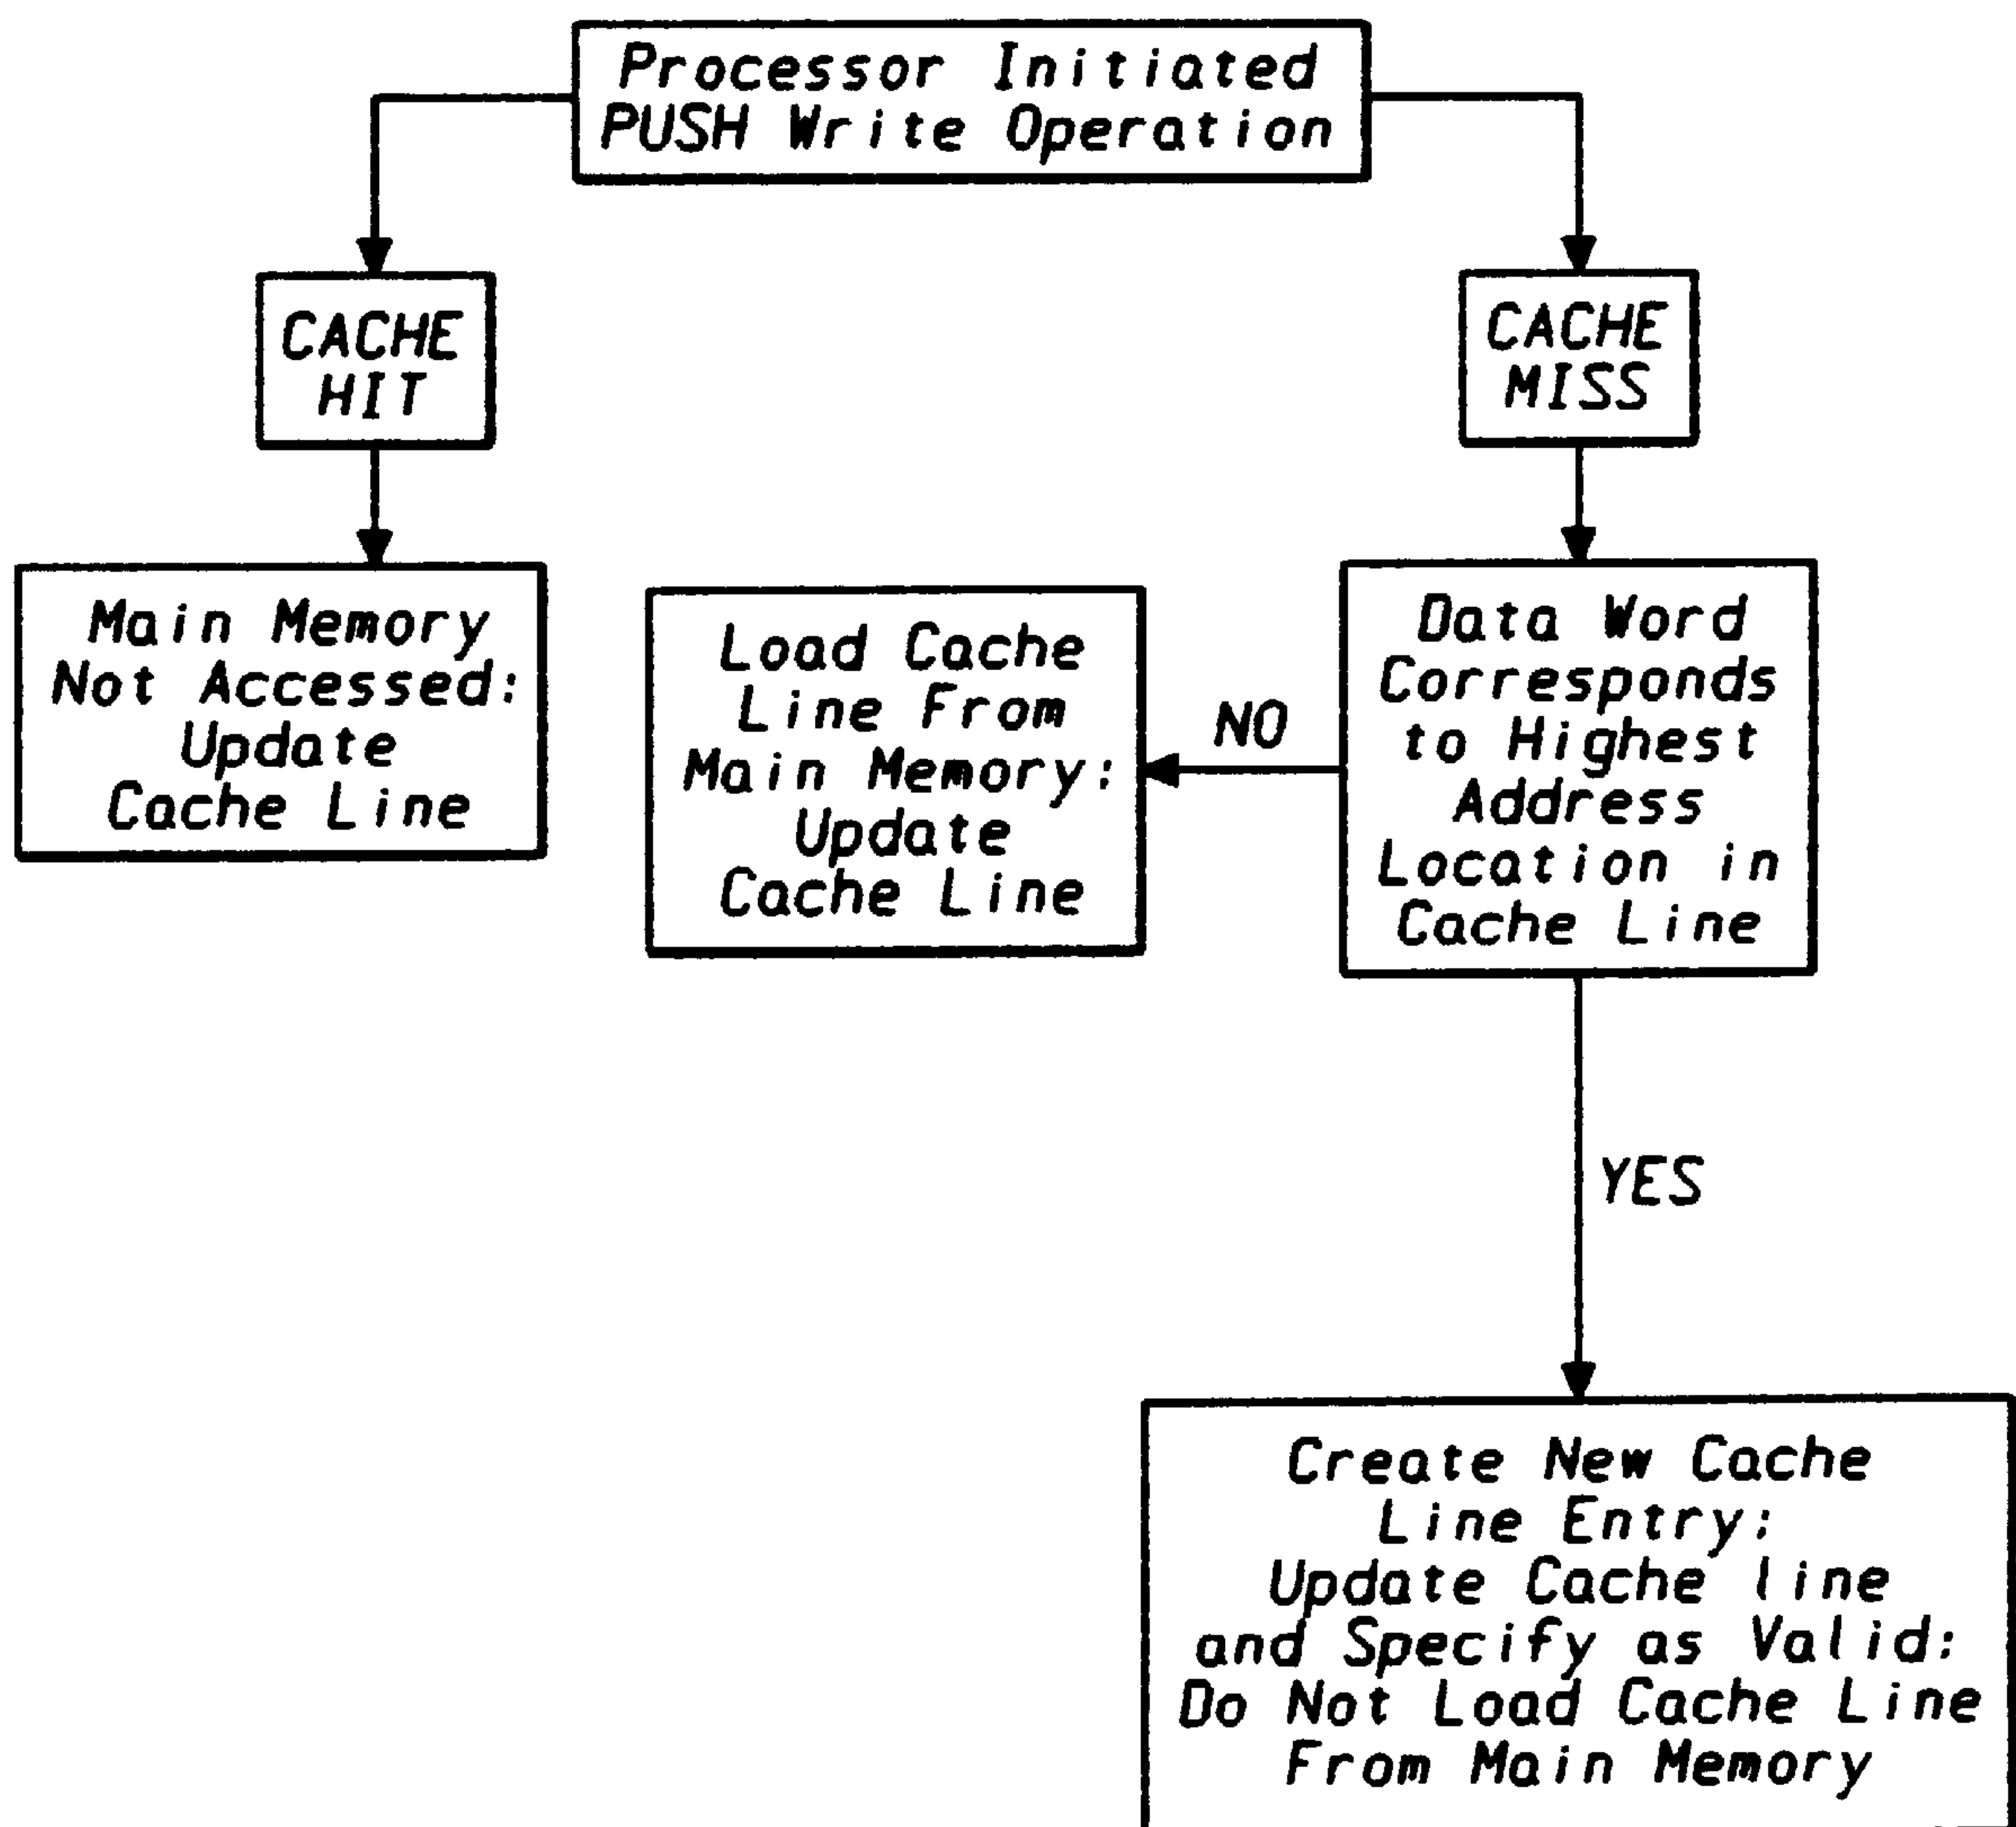 Processor Initiated
PUSH Write Operation
CACHE
HIT
CACHE
MISS
Main Memory
Not Accessed:
Update
Cache Line
Load Cache
Line From
Main Memory:
Update
Cache Line
NO
Data Word
Corresponds
to Highest
Address
Location in
Cache Line
YES
Create New Cache
Line Entry:
Update Cache line
and Specify as Valid:
Do Not Load Cache Line
From Main Memory